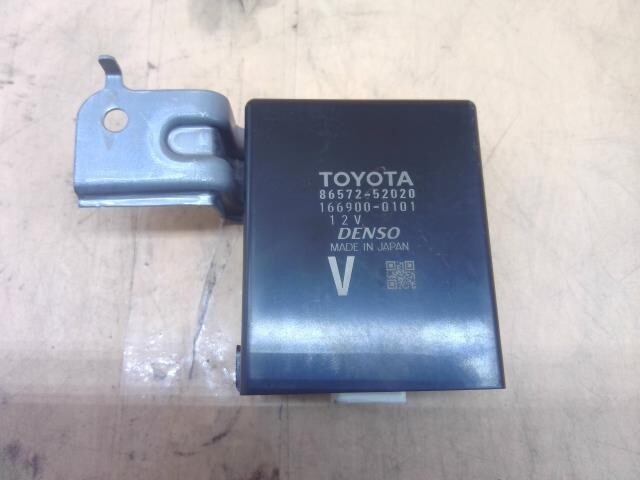 TOYOTA
86572-52020
166900-0101
12V
DENSO
MADE IN JAPAN
V